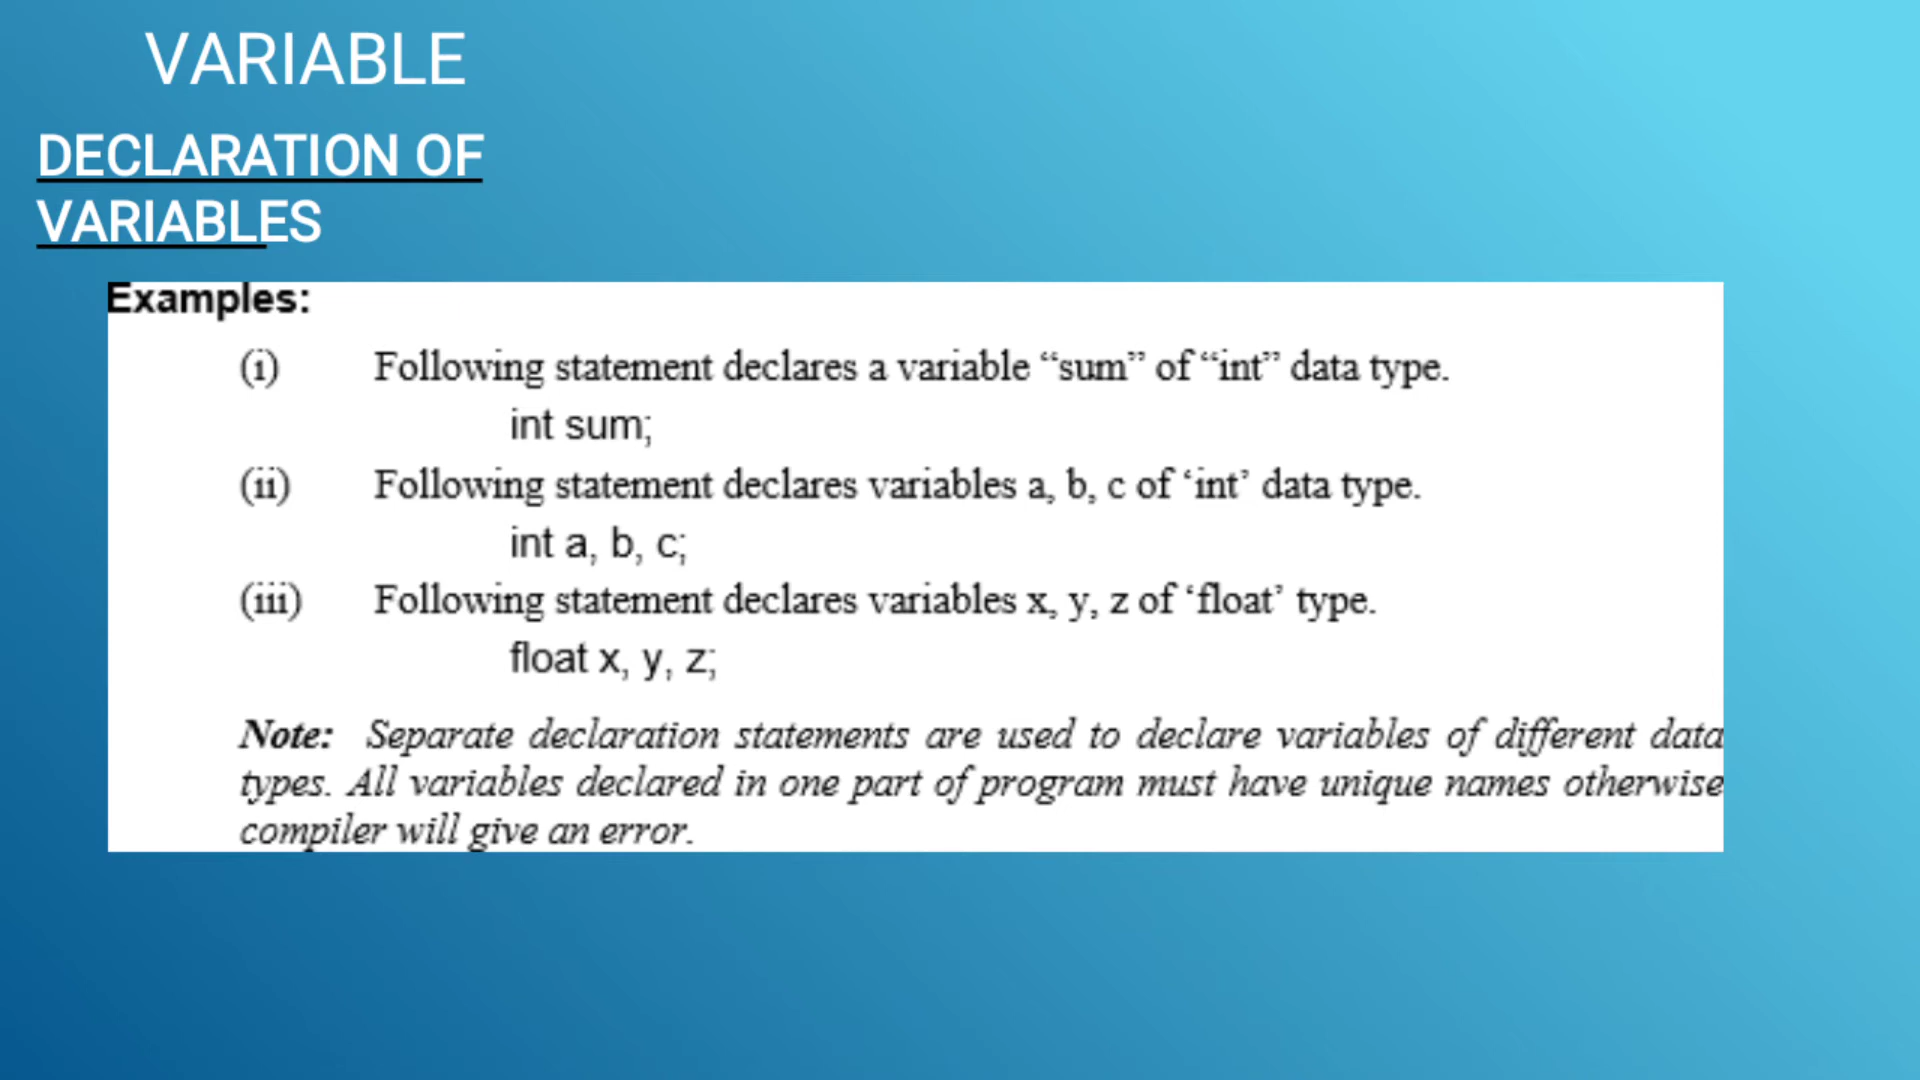 VARIABLE
DECLARATION OF
VARIABLES
Examples:
(i) Following statement declares a variable “sum” of “int” data type.
int sum;
(ii) Following statement declares variables a, b, c of ‘int’ data type.
int a, b, c;
(iii) Following statement declares variables x, y, z of ‘float’ type.
float x, y, z;
Note: Separate declaration statements are used to declare variables of different data
types. All variables declared in one part of program must have unique names otherwise
compiler will give an error.